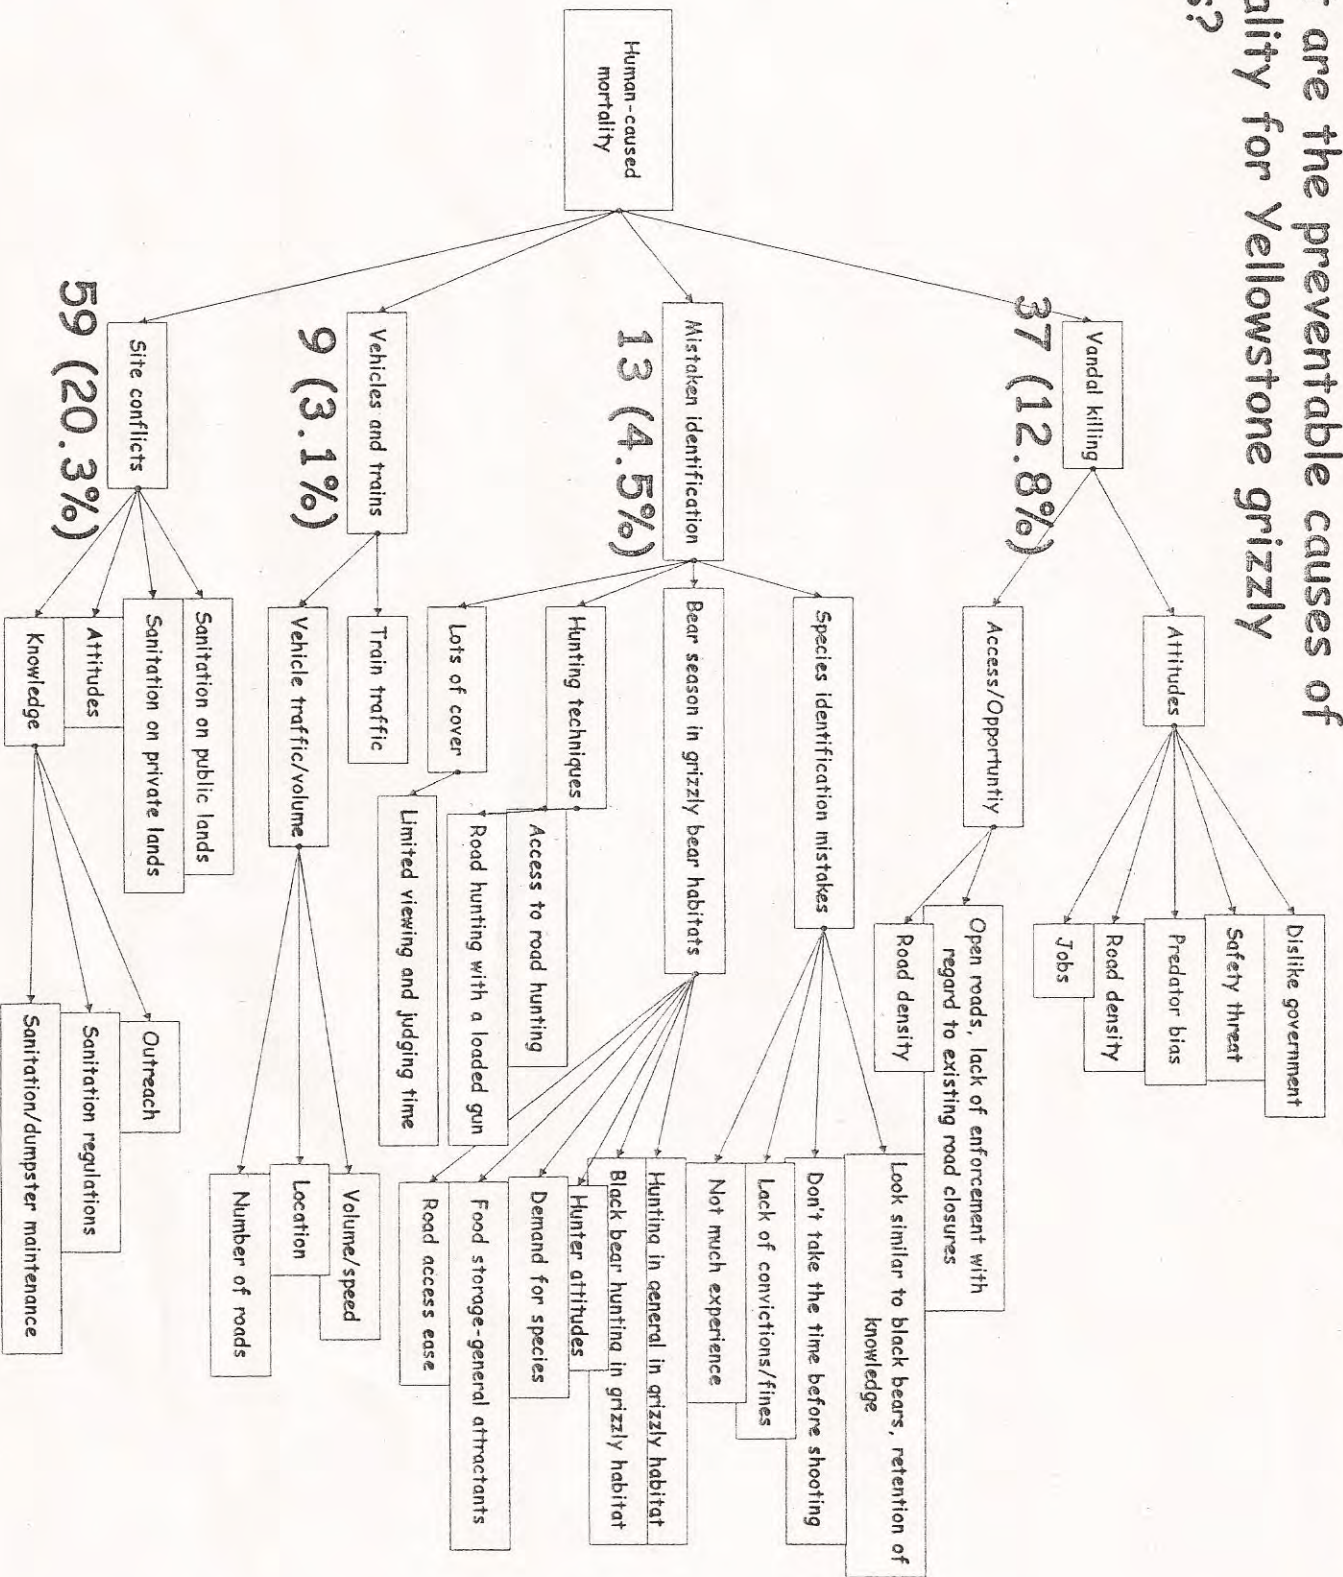 are the preventable causes of
ality for Yellowstone grizzly
s?
Human-caused
mortality
Vandal killing
37 (12.8%)
Attitudes
Dislike government
Safety threat
Predator bias
Road density
Jobs
Access/Opportuntiy
Open roads, lack of enforcement with
regard to existing road closures
Road density
Mistaken identification
13 (4.5%)
Species identification mistakes
Look similar to black bears, retention of
knowledge
Don't take the time before shooting
Lack of convictions/fines
Not much experience
Bear season in grizzly bear habitats
Hunting in general in grizzly habitat
Black bear hunting in grizzly habitat
Hunter attitudes
Demand for species
Food storage-general attractants
Road access ease
Hunting techniques
Access to road hunting
Road hunting with a loaded gun
Lots of cover
Limited viewing and judging time
Vehicles and trains
9 (3.1%)
Train traffic
Vehicle traffic/volume
Volume/speed
Location
Number of roads
Site conflicts
59 (20.3%)
Sanitation on public lands
Sanitation on private lands
Attitudes
Knowledge
Outreach
Sanitation regulations
Sanitation/dumpster maintenance